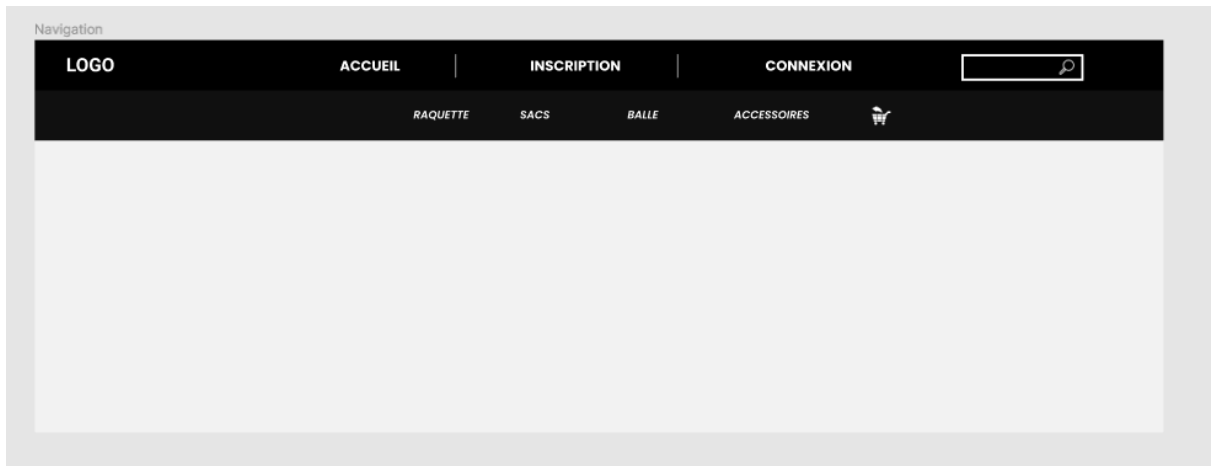 Navigation
LOGO ACCUEIL INSCRIPTION CONNEXION
RAQUETTE SACS BALLE ACCESSOIRES